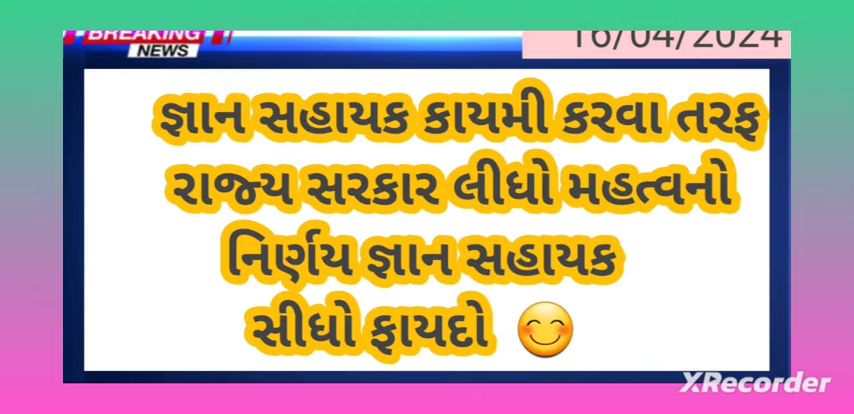 BREAKING
NEWS
16/04/2024
જ્ઞાન સહાયક કાયમી કરવા તરફ
રાજ્ય સરકાર લીધો મહત્વનો
નિર્ણય જ્ઞાન સહાયક
સીધો ફાયદો 😊
XRecorder